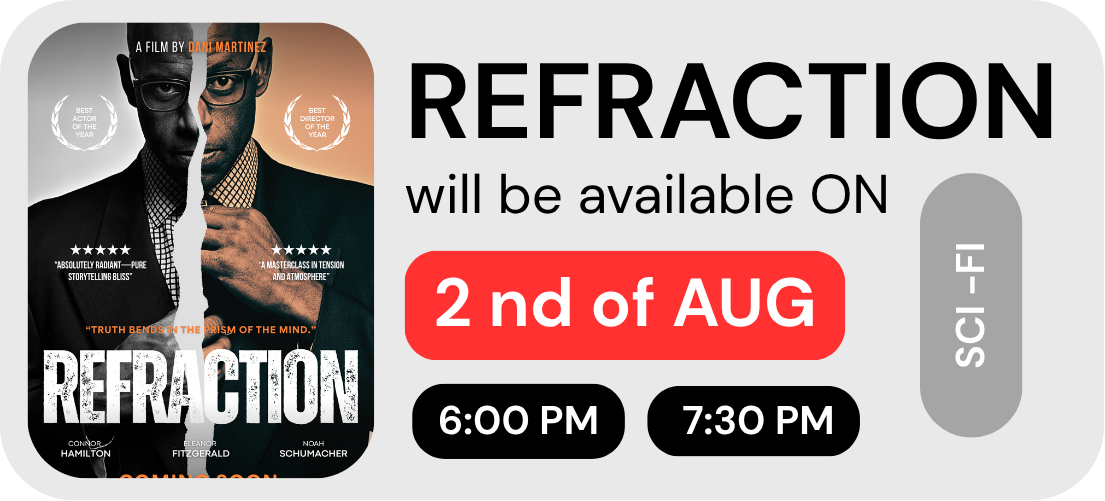 A FILM BY DANI MARTINEZ
BEST
ACTOR
OF THE
YEAR
BEST
DIRECTOR
OF THE
YEAR
★★★★★
"ABSOLUTELY RADIANT—PURE
STORYTELLING BLISS"
★★★★★
"A MASTERCLASS IN TENSION
AND ATMOSPHERE"
"TRUTH BENDS IN THE PRISM OF THE MIND."
REFRACTION
CONNOR
HAMILTON
ELEANOR
FITZGERALD
NOAH
SCHUMACHER
COMING SOON
REFRACTION
will be available ON
2 nd of AUG
6:00 PM
7:30 PM
SCI -FI